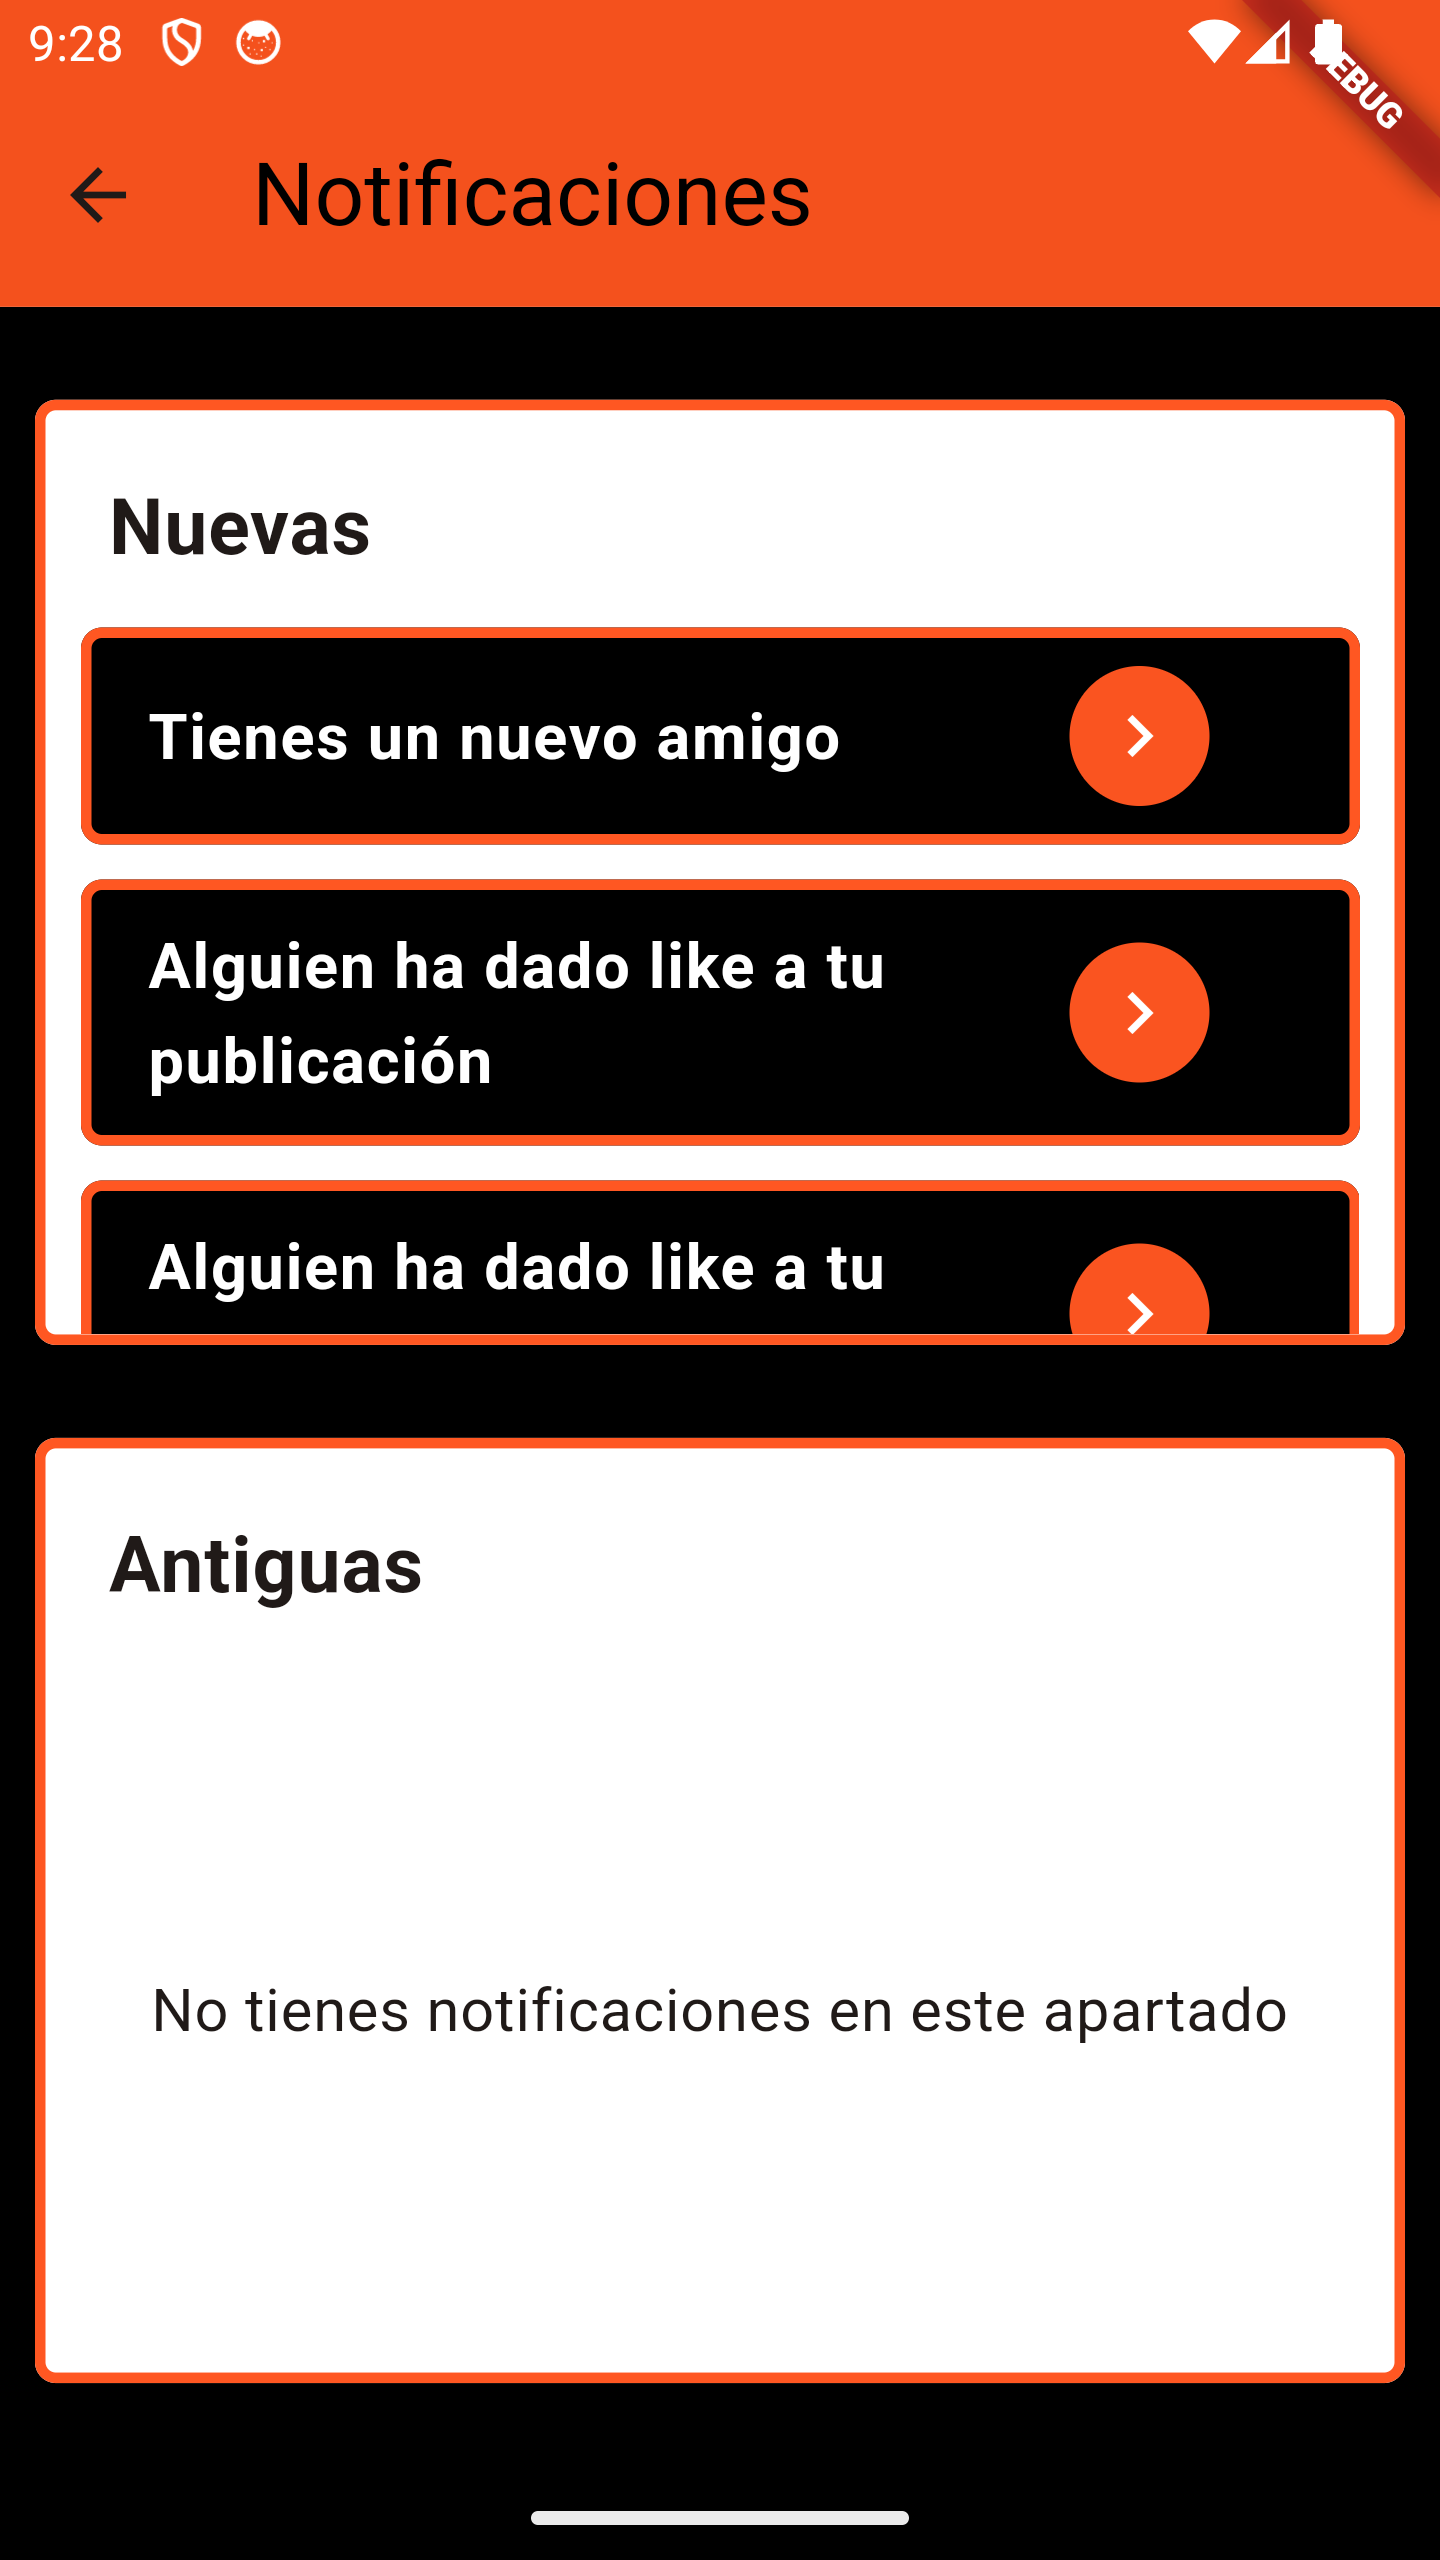 9:28
DEBUG
Notificaciones
Nuevas
Tienes un nuevo amigo
Alguien ha dado like a tu
publicación
Alguien ha dado like a tu
Antiguas
No tienes notificaciones en este apartado